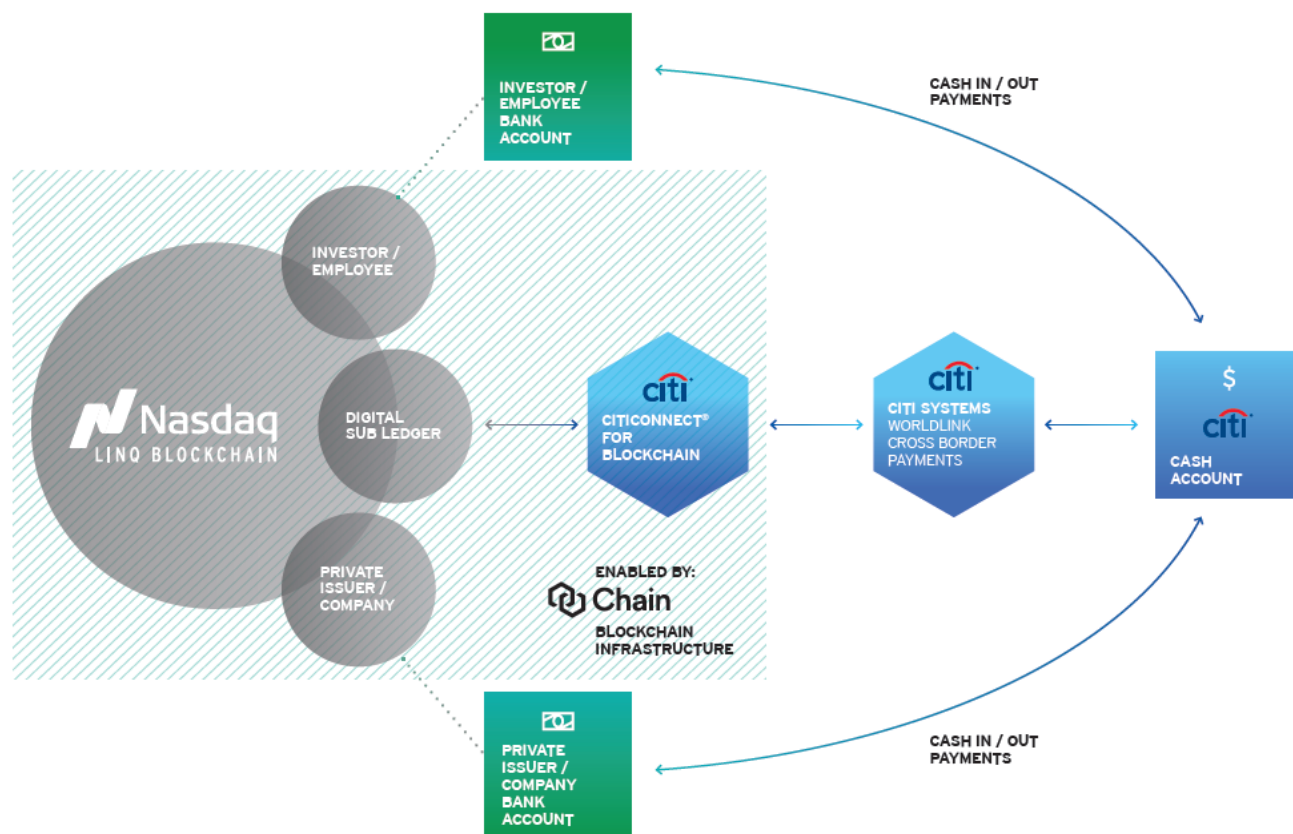 INVESTOR /
EMPLOYEE
BANK
ACCOUNT
CASH IN / OUT
PAYMENTS
INVESTOR /
EMPLOYEE
Nasdaq
LINQ BLOCKCHAIN
DIGITAL
SUB LEDGER
citi
CITICONNECT®
FOR
BLOCKCHAIN
citi
CITI SYSTEMS
WORLDLINK
CROSS BORDER
PAYMENTS
$
citi
CASH
ACCOUNT
PRIVATE
ISSUER /
COMPANY
ENABLED BY:
Chain
BLOCKCHAIN
INFRASTRUCTURE
PRIVATE
ISSUER /
COMPANY
BANK
ACCOUNT
CASH IN / OUT
PAYMENTS